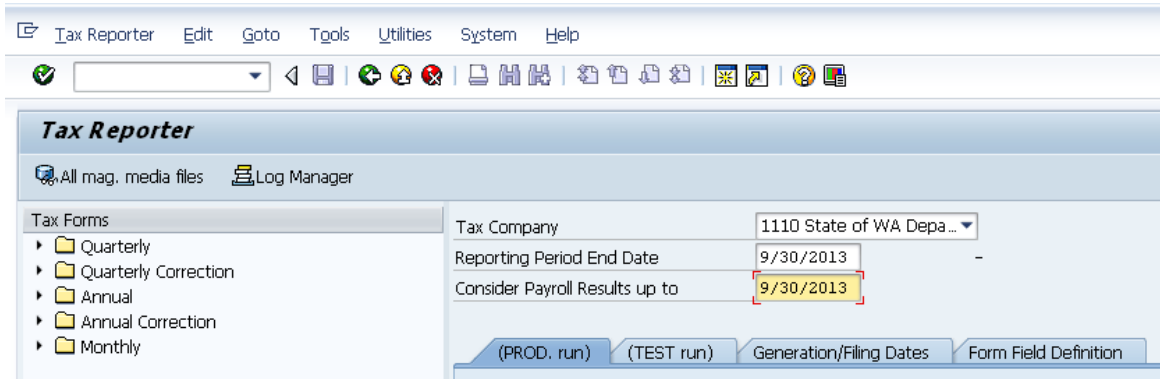 Tax Reporter Edit Goto Tools Utilities System Help
Tax Reporter
All mag. media files Log Manager
Tax Forms
Quarterly
Quarterly Correction
Annual
Annual Correction
Monthly
Tax Company 1110 State of WA Depa...
Reporting Period End Date 9/30/2013 -
Consider Payroll Results up to 9/30/2013
(PROD. run) (TEST run) Generation/Filing Dates Form Field Definition